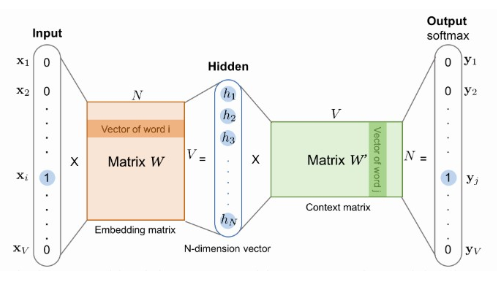 Output
softmax
Input
Hidden
x1 0
x2 0
xi 1
xV 0
X
N
Vector of word i
Matrix W
V =
Embedding matrix
h1
h2
h3
hN
N-dimension vector
X
V
Matrix W'
Vector of word j
N =
Context matrix
0 y1
0 y2
1 yj
0 yV